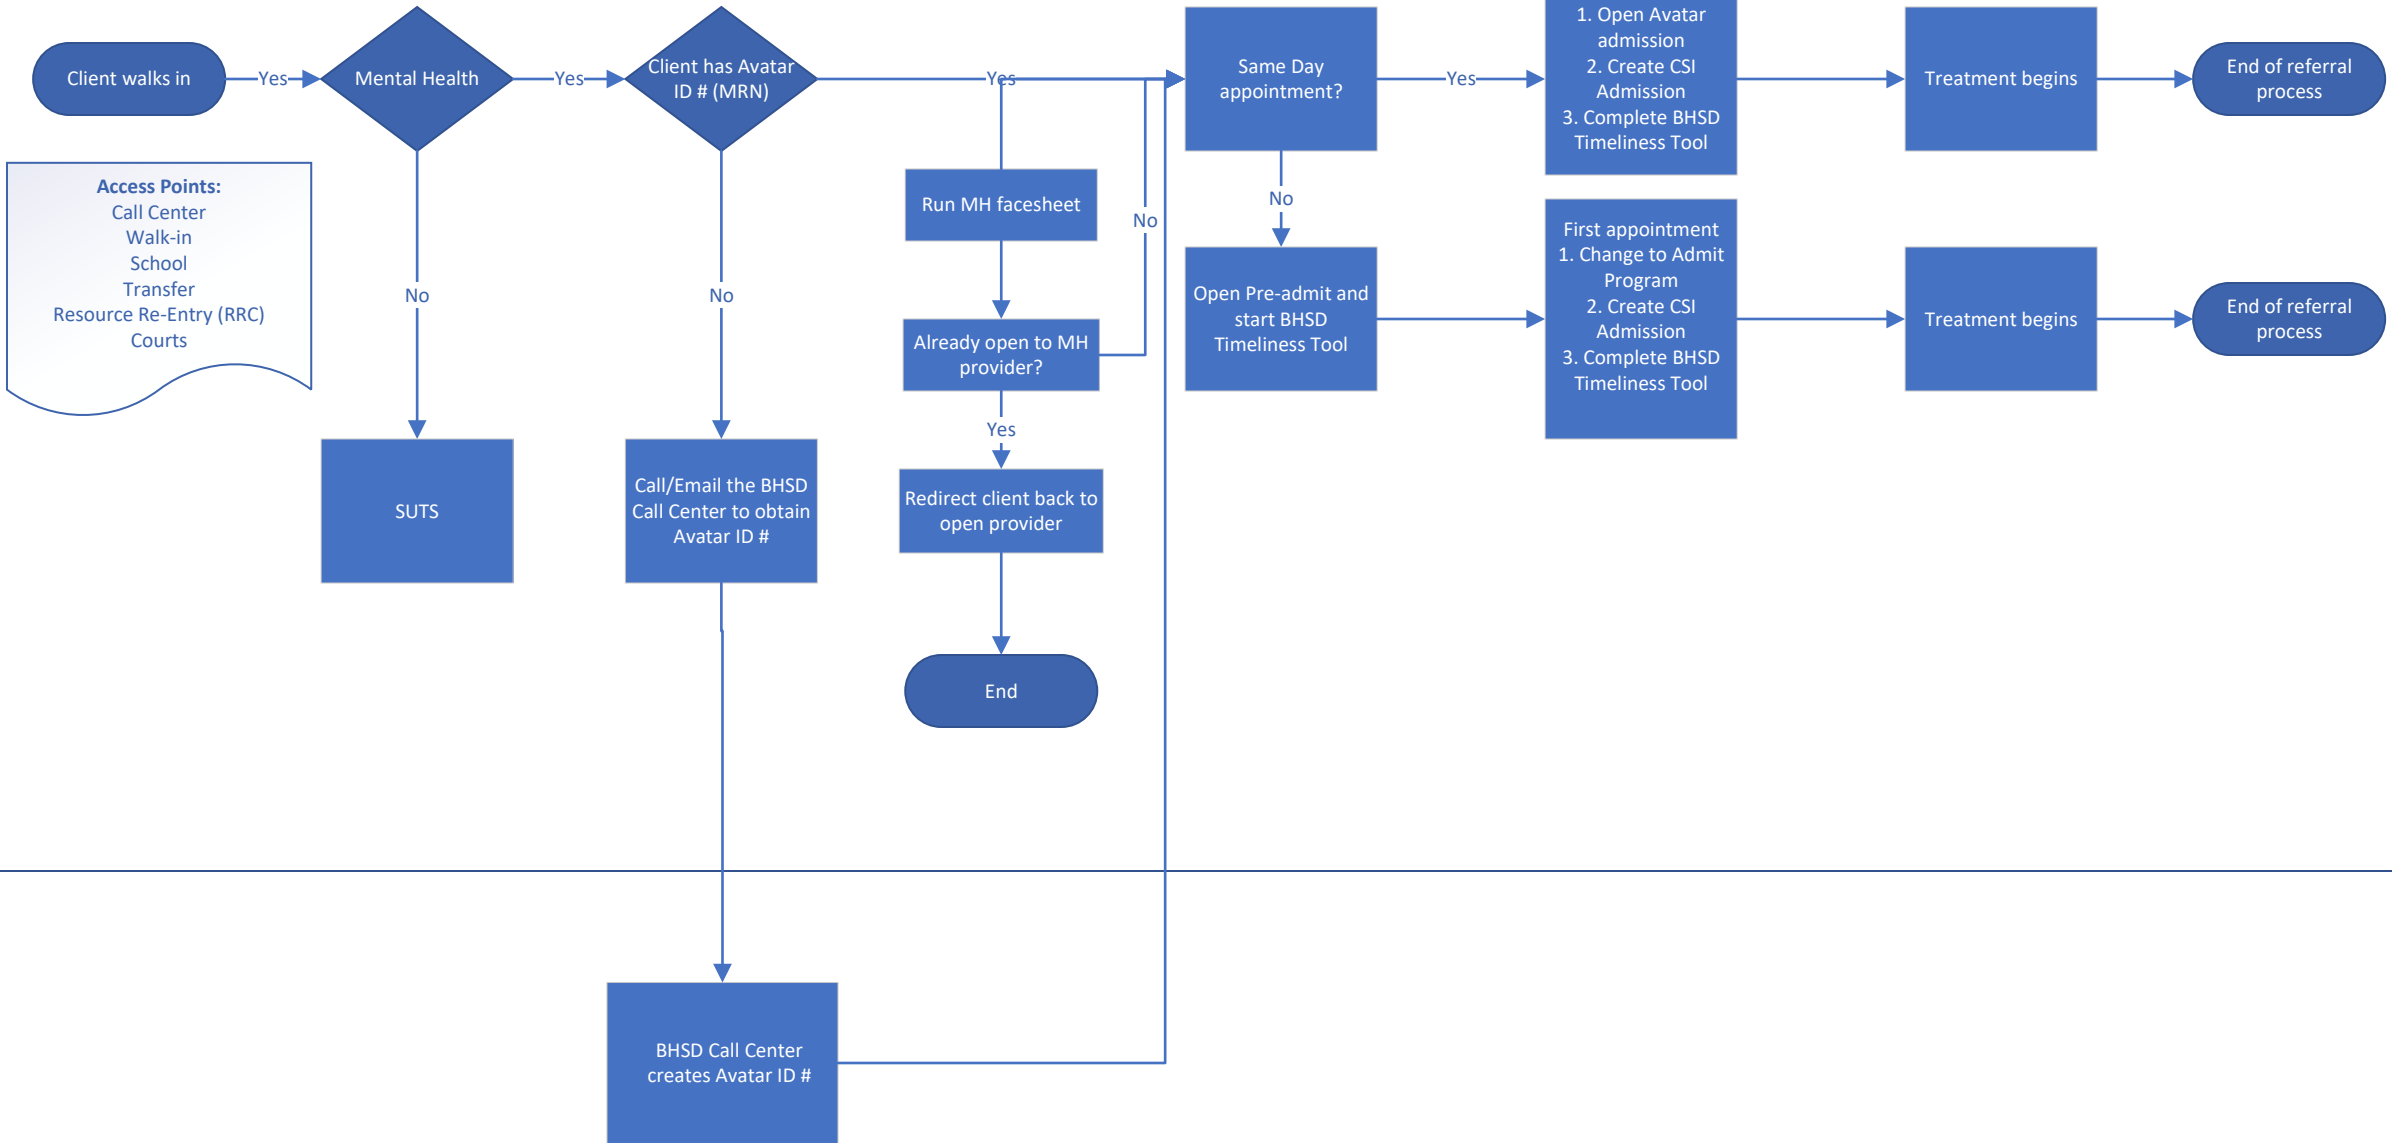 Client walks in
Yes
Mental Health
Yes
Client has Avatar
ID # (MRN)
Yes
Same Day
appointment?
Yes
1. Open Avatar
admission
2. Create CSI
Admission
3. Complete BHSD
Timeliness Tool
Treatment begins
End of referral
process
Access Points:
Call Center
Walk-in
School
Transfer
Resource Re-Entry (RRC)
Courts
No
No
Run MH facesheet
No
Already open to MH
provider?
Yes
Redirect client back to
open provider
End
No
Open Pre-admit and
start BHSD
Timeliness Tool
First appointment
1. Change to Admit
Program
2. Create CSI
Admission
3. Complete BHSD
Timeliness Tool
Treatment begins
End of referral
process
SUTS
Call/Email the BHSD
Call Center to obtain
Avatar ID #
BHSD Call Center
creates Avatar ID #